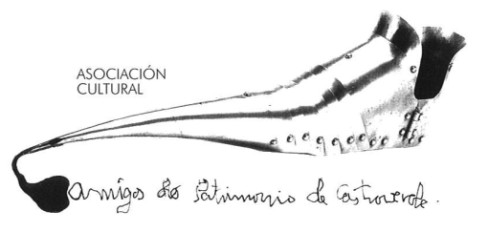 ASOCIACIÓN
CULTURAL
amigos do Patrimonio de Castroverde.